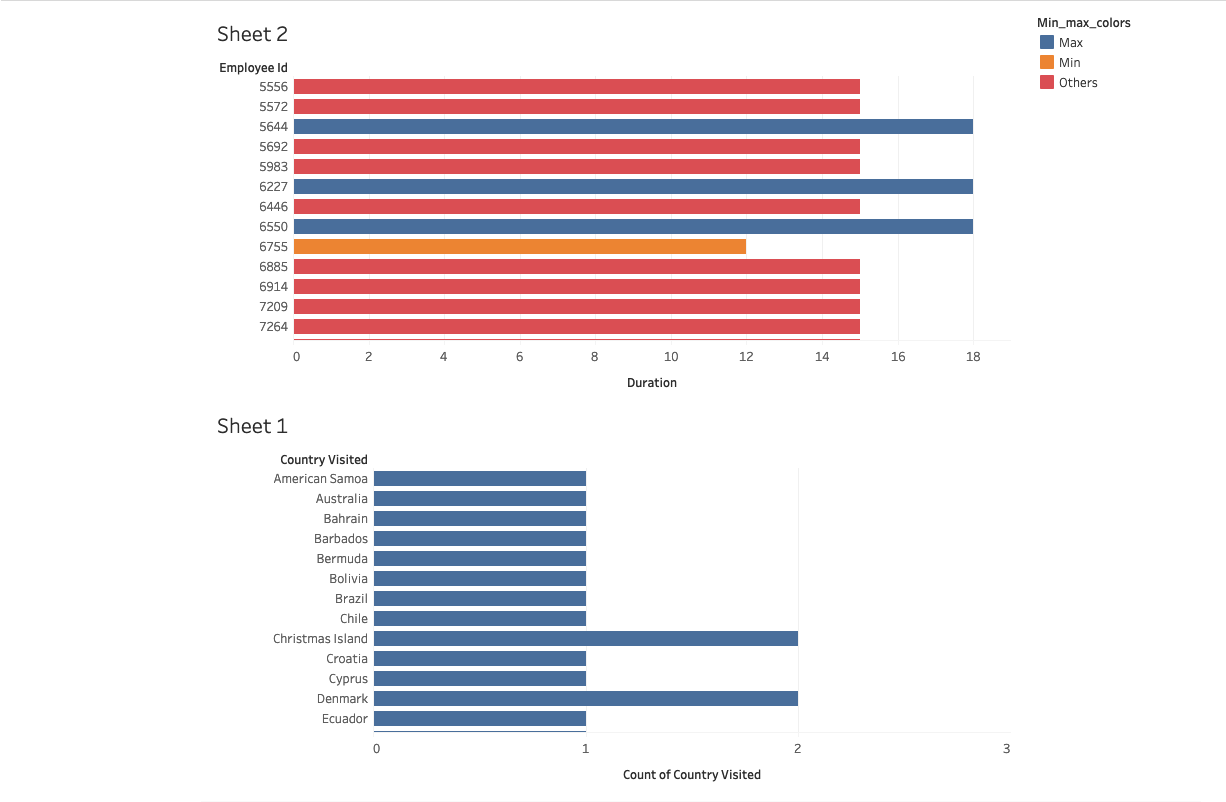 Sheet 2
Min_max_colors
Max
Min
Others
Employee Id
5556
5572
5644
5692
5983
6227
6446
6550
6755
6885
6914
7209
7264
0 2 4 6 8 10 12 14 16 18
Duration
Sheet 1
Country Visited
American Samoa
Australia
Bahrain
Barbados
Bermuda
Bolivia
Brazil
Chile
Christmas Island
Croatia
Cyprus
Denmark
Ecuador
0 1 2 3
Count of Country Visited